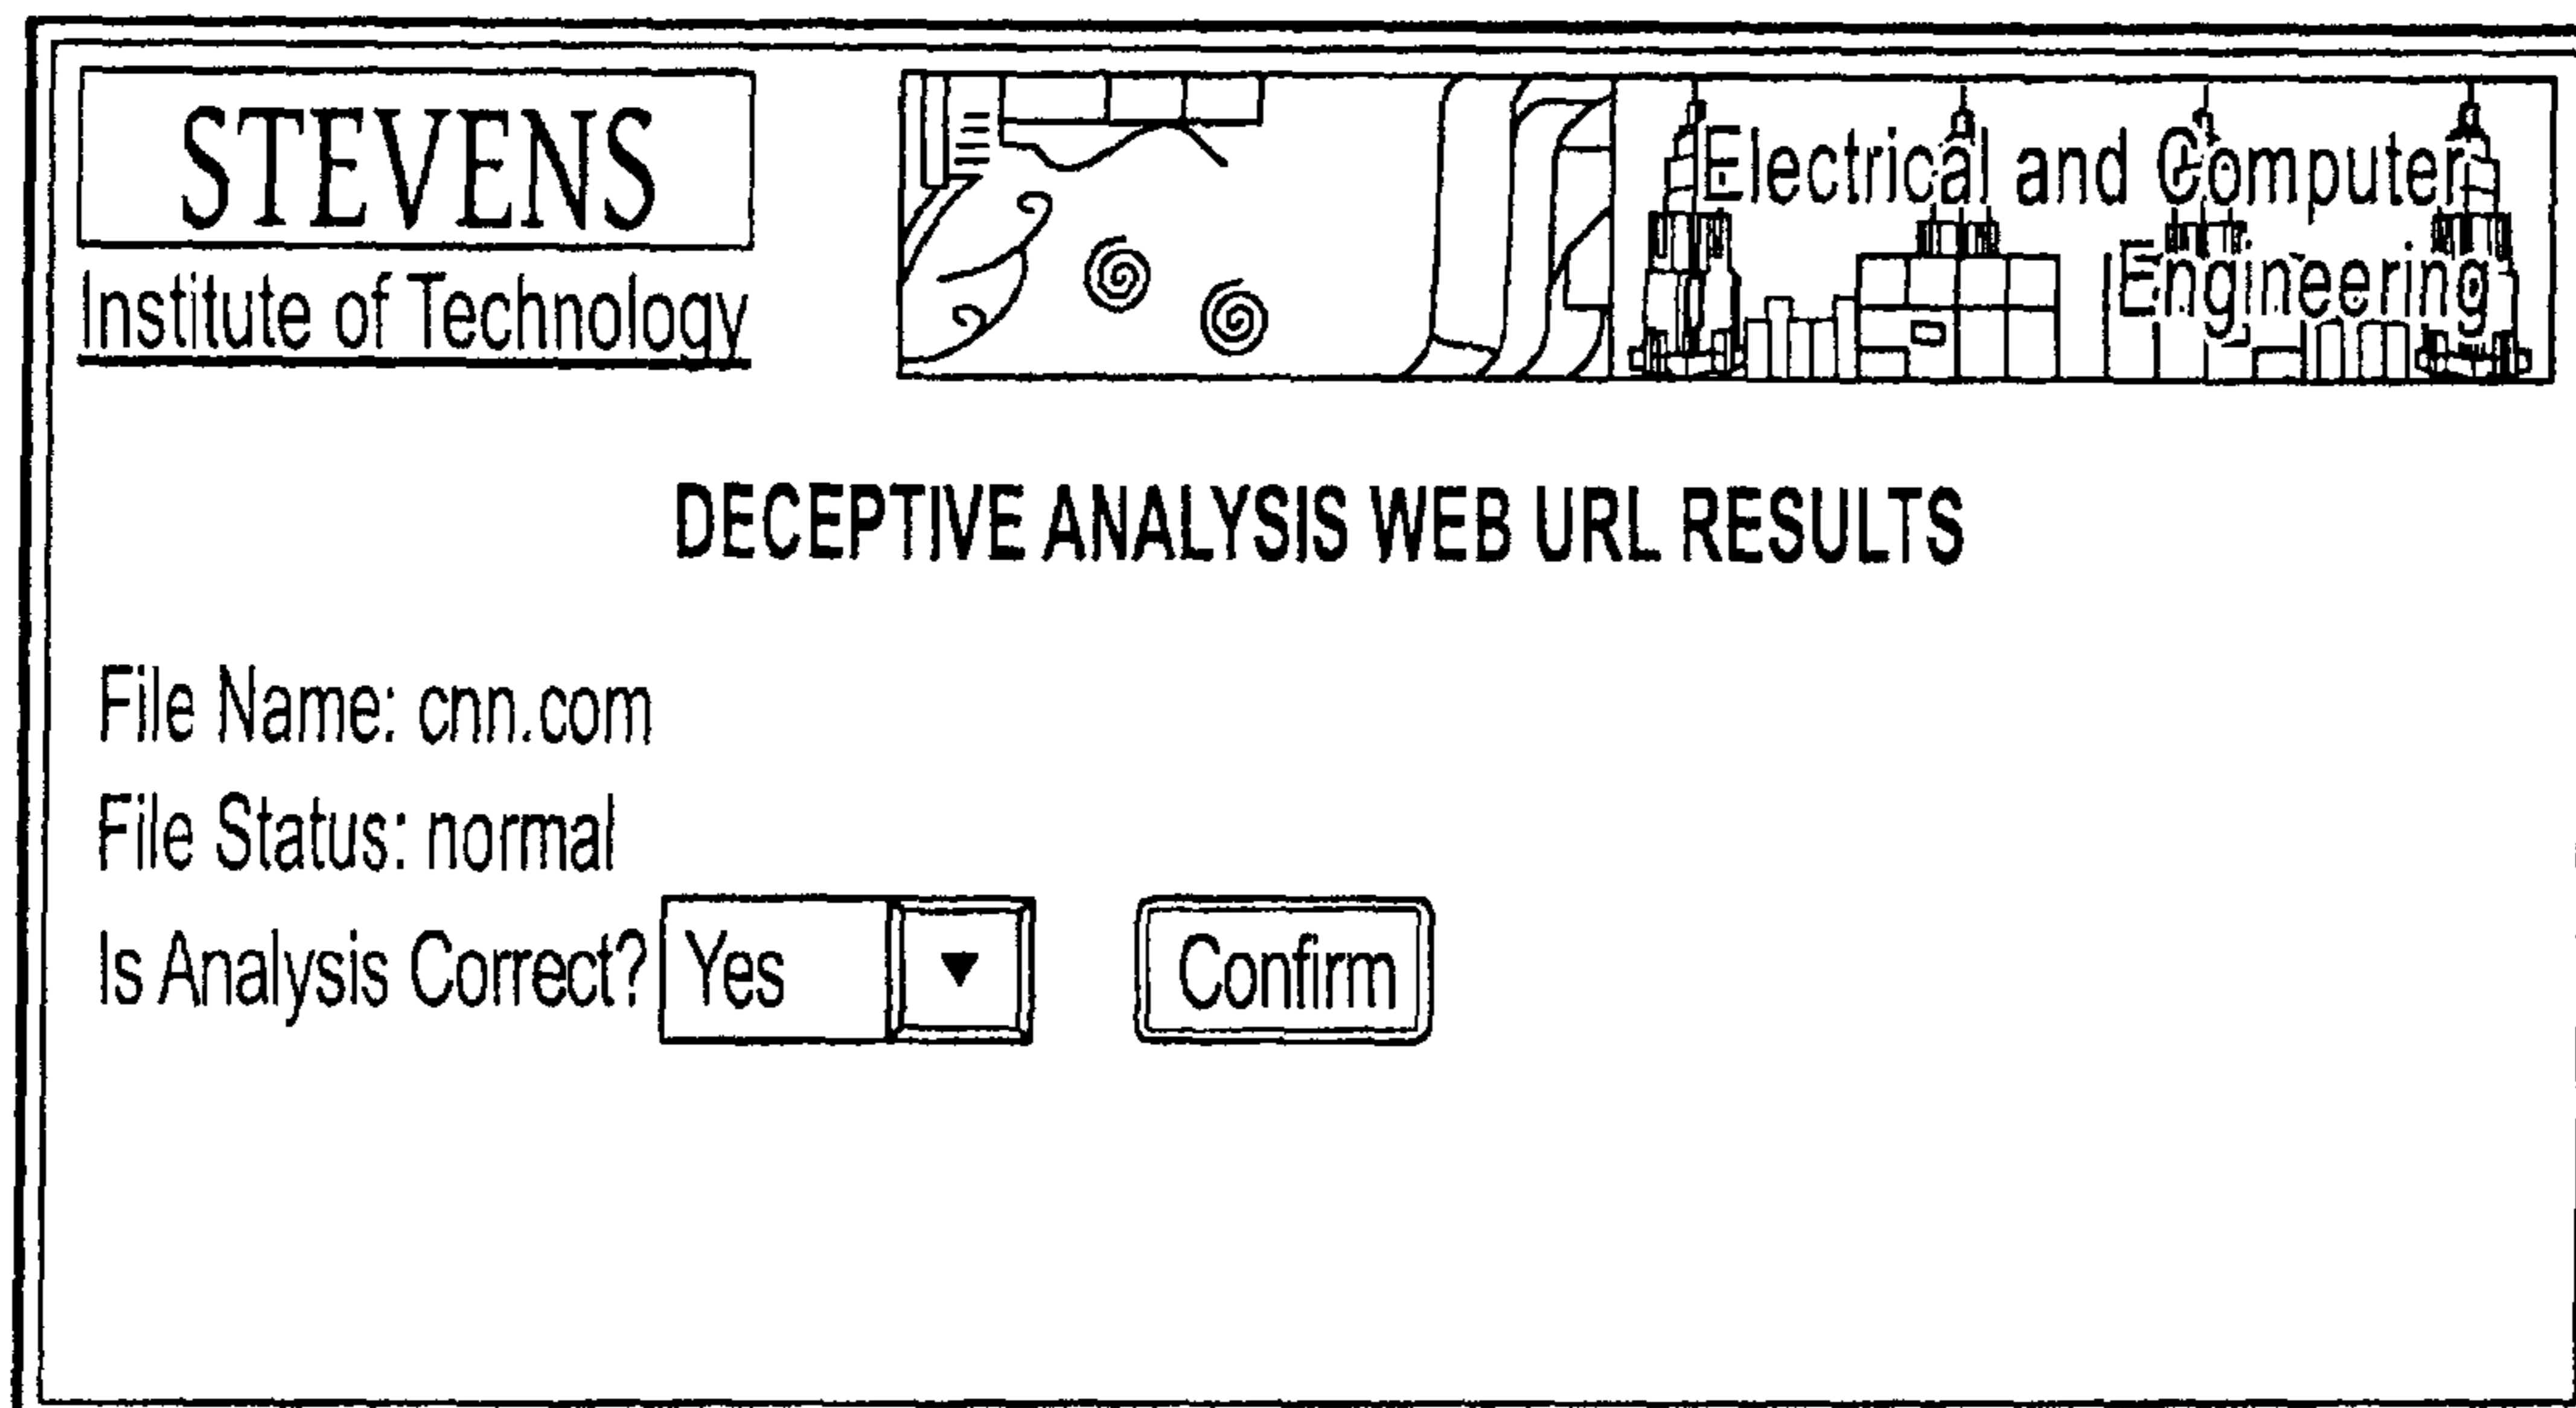 STEVENS
Institute of Technology
Electrical and Computer
Engineering
DECEPTIVE ANALYSIS WEB URL RESULTS
File Name: cnn.com
File Status: normal
Is Analysis Correct? Yes Confirm